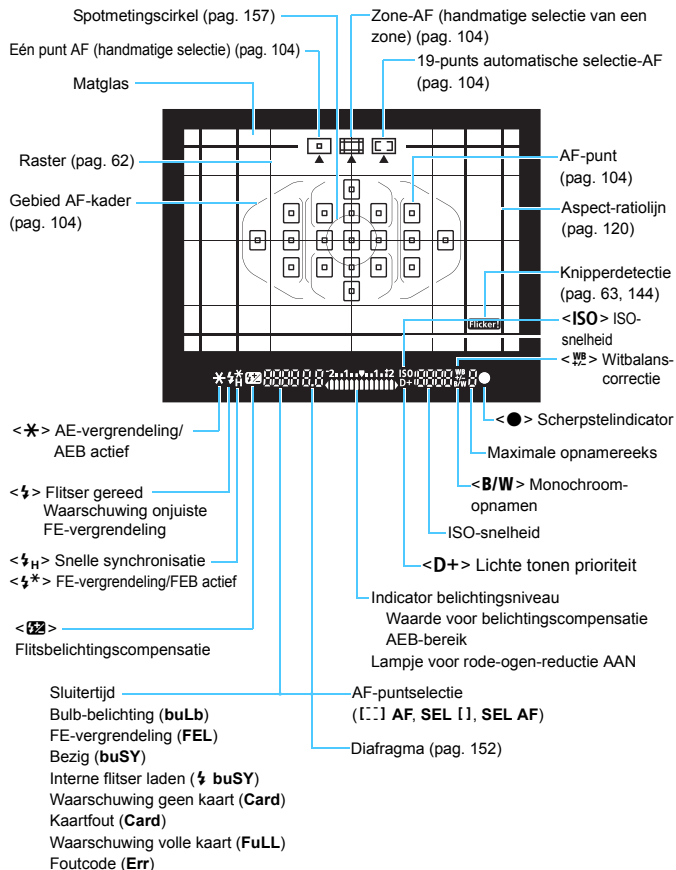 Spotmetingscirkel (pag. 157)
Zone-AF (handmatige selectie van een
zone) (pag. 104)
Eén punt AF (handmatige selectie) (pag. 104)
19-punts automatische selectie-AF
(pag. 104)
Matglas
Raster (pag. 62)
AF-punt
(pag. 104)
Gebied AF-kader
(pag. 104)
Aspect-ratiolijn
(pag. 120)
Knipperdetectie
(pag. 63, 144)
Flicker!
<ISO> ISO-
snelheid
<WB +/-> Witbalans-
correctie
-2..1..▼..1..+2 ISO D+ WB +/- B/W
<●> Scherpstelindicator
<✱> AE-vergrendeling/
AEB actief
Maximale opnamereeks
<B/W> Monochroom-
opnamen
<⚡> Flitser gereed
Waarschuwing onjuiste
FE-vergrendeling
ISO-snelheid
<⚡H> Snelle synchronisatie
<⚡*> FE-vergrendeling/FEB actief
<D+> Lichte tonen prioriteit
Indicator belichtingsniveau
Waarde voor belichtingscompensatie
AEB-bereik
Lampje voor rode-ogen-reductie AAN
Flitsbelichtingscompensatie
Sluitertijd
Bulb-belichting (buLb)
FE-vergrendeling (FEL)
Bezig (buSY)
Interne flitser laden (⚡ buSY)
Waarschuwing geen kaart (Card)
Kaartfout (Card)
Waarschuwing volle kaart (FuLL)
Foutcode (Err)
AF-puntselectie
([---] AF, SEL [], SEL AF)
Diafragma (pag. 152)